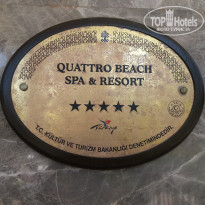 TOP HOTELS
QUATTRO BEACH
SPA & RESORT
T.C. KÜLTÜR VE TURİZM BAKANLIĞI DENETİMİNDEDİR.